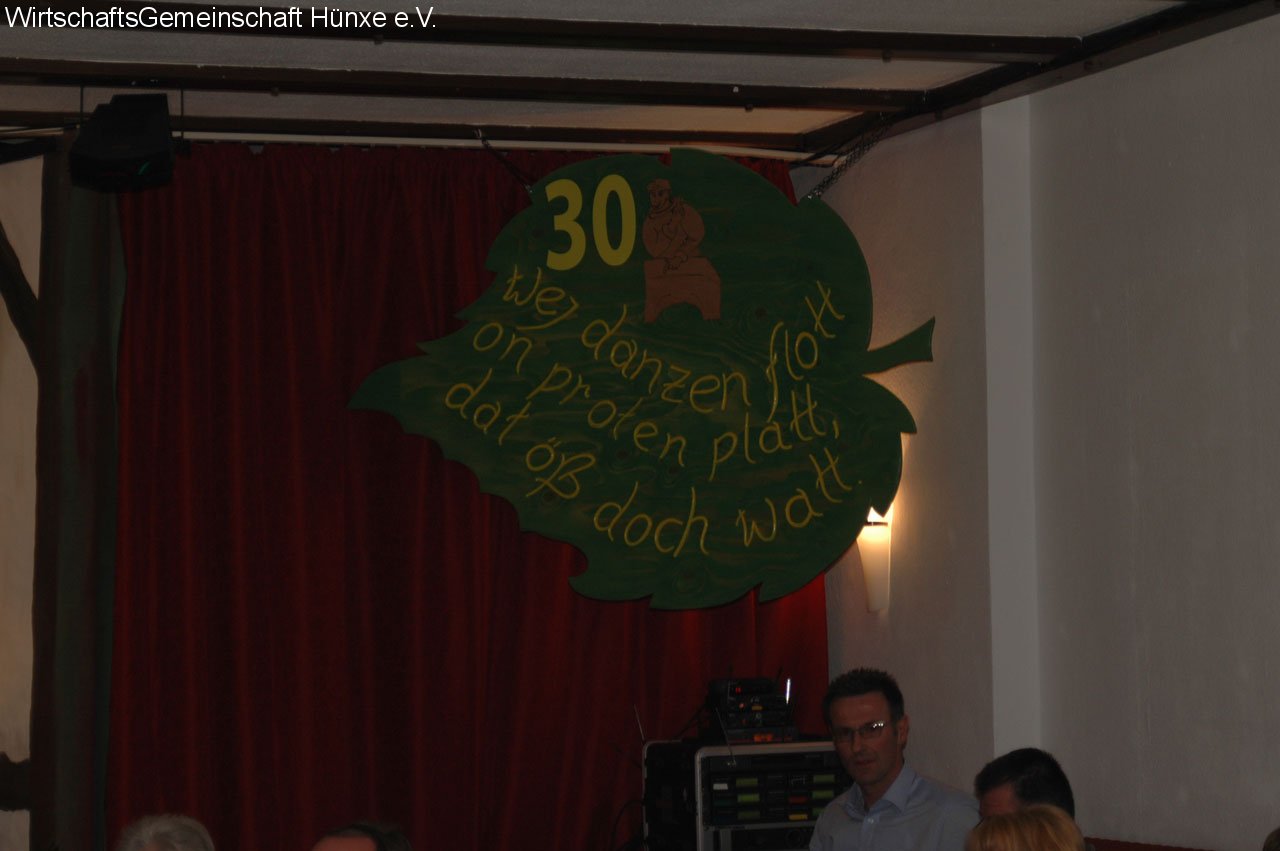 WirtschaftsGemeinschaft Hünxe e.V.
30
Wej danzen flott
on proten platt,
dat öß doch watt.